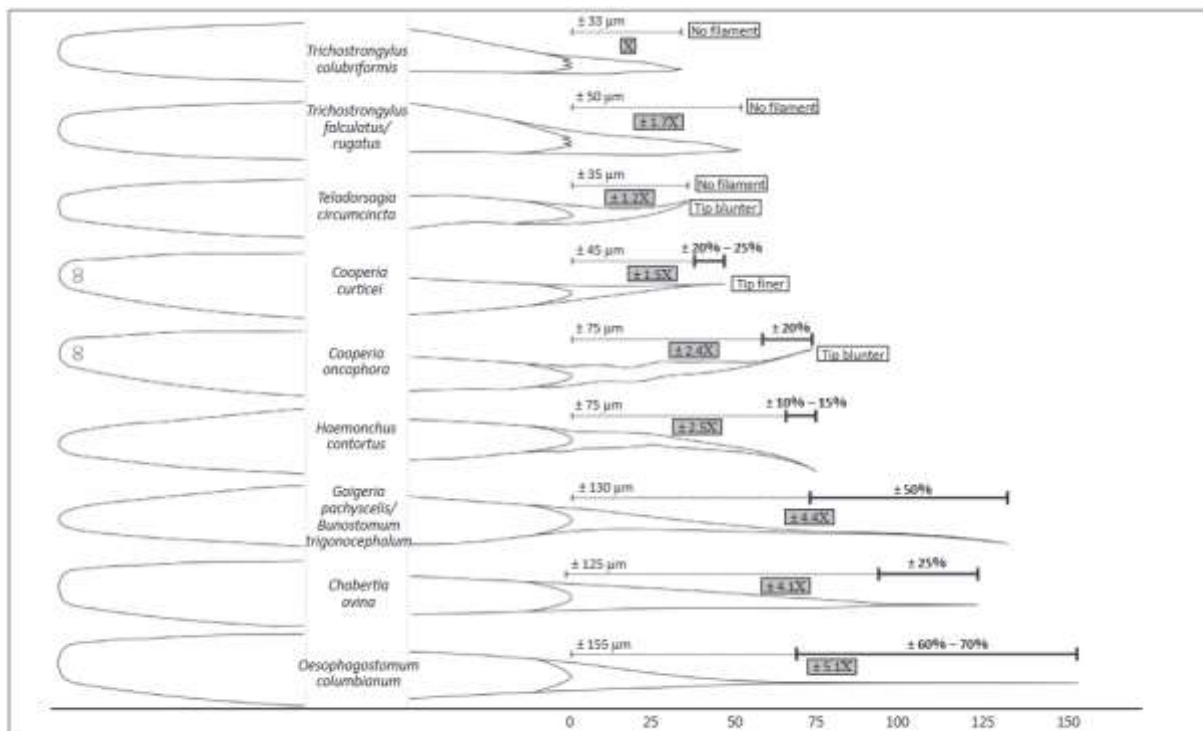 ± 33 µm
No filament
X
Trichostrongylus
colubriformis
± 50 µm
No filament
± 1.7X
Trichostrongylus
falculatus/
rugatus
± 35 µm
No filament
± 1.2X
Tip blunter
Teladorsagia
circumcincta
± 45 µm
± 20% – 25%
± 1.5X
Tip finer
Cooperia
curticei
± 75 µm
± 20%
± 2.4X
Tip blunter
Cooperia
oncophora
± 75 µm
± 10% – 15%
± 2.5X
Haemonchus
contortus
± 130 µm
± 50%
± 4.4X
Gaigeria
pachyscelis/
Bunostomum
trigonocephalum
± 125 µm
± 25%
± 4.1X
Chabertia
ovina
± 155 µm
± 60% – 70%
± 5.1X
Oesophagostomum
columbianum
0 25 50 75 100 125 150